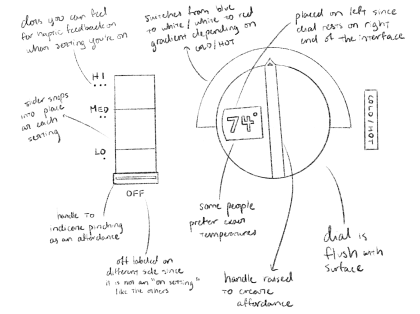 dots you can feel
for haptic feedback on
when setting you're on
switches from blue
to white / white to red
gradient depending on
COLD/HOT
placed on left since
dial rests on right
end of the interface
HI
MED
LO
OFF
sider snips
into place
on each
setting
74°
COLD/HOT
handle to
indicate pinching
as an affordance
off labeled on
different side since
it is not an "on setting"
like the others
some people
prefer exact
temperatures
handle raised
to create
affordance
dial is
flush with
surface